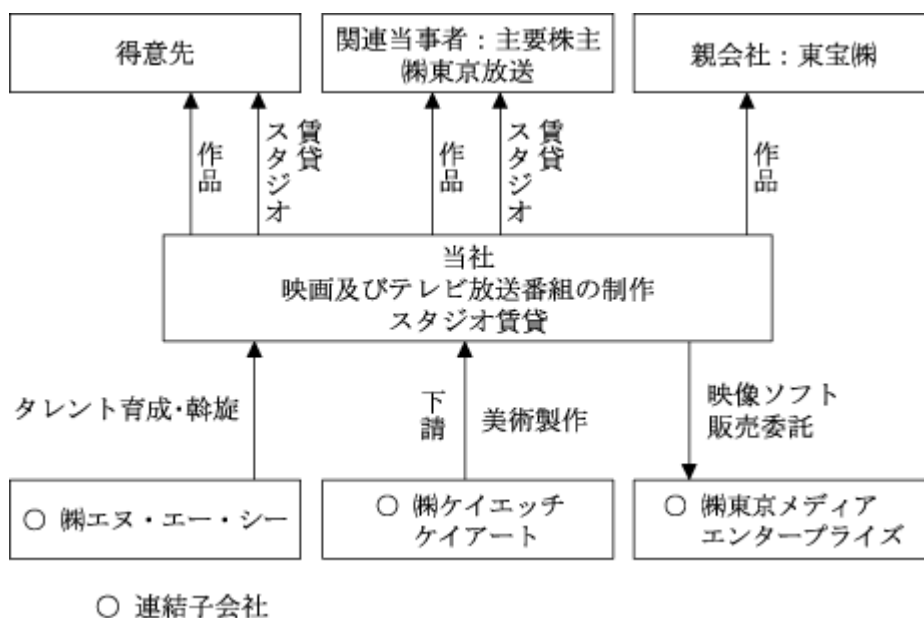 得意先
関連当事者：主要株主
㈱東京放送
親会社：東宝㈱
作品
スタジオ
賃貸
作品
スタジオ
賃貸
作品
当社
映画及びテレビ放送番組の制作
スタジオ賃貸
タレント育成･斡旋
下請
美術製作
映像ソフト
販売委託
○ ㈱エヌ・エー・シー
○ ㈱ケイエッチ
ケイアート
○ ㈱東京メディア
エンタープライズ
○ 連結子会社